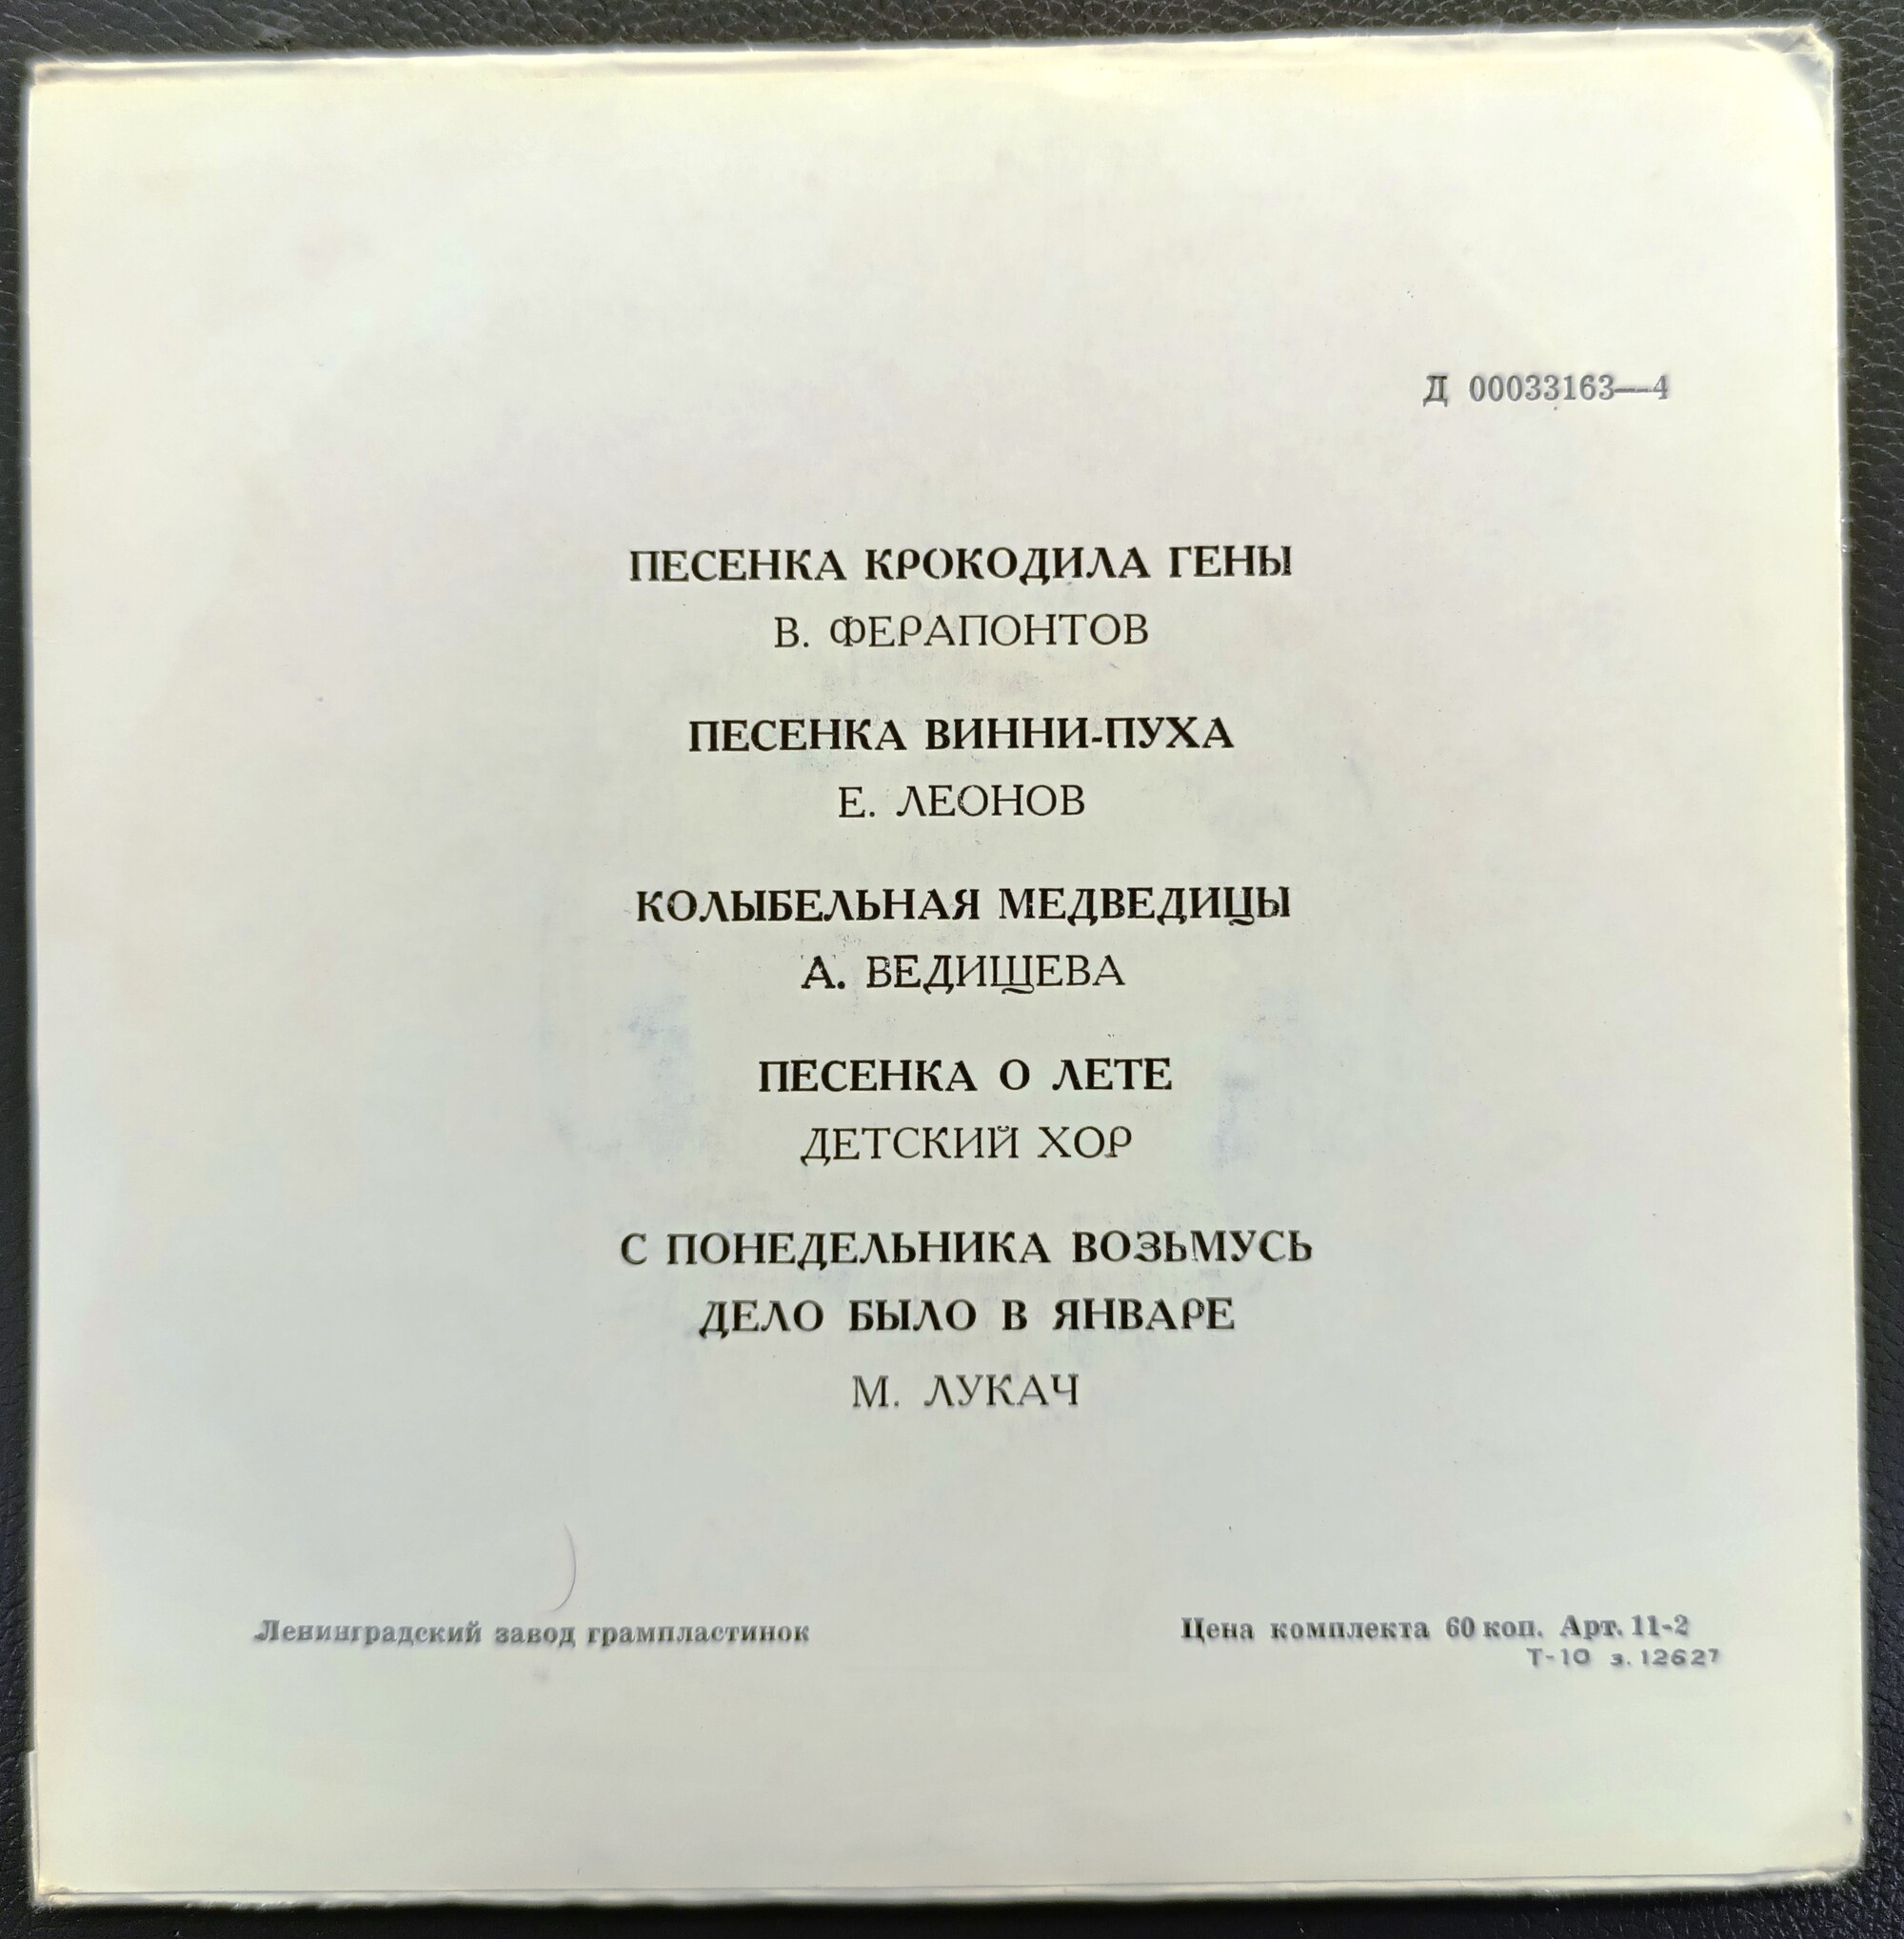 Д 00033163—4
ПЕСЕНКА КРОКОДИЛА ГЕНЫ
В. ФЕРАПОНТОВ
ПЕСЕНКА ВИННИ-ПУХА
Е. ЛЕОНОВ
КОЛЫБЕЛЬНАЯ МЕДВЕДИЦЫ
А. ВЕДИЩЕВА
ПЕСЕНКА О ЛЕТЕ
ДЕТСКИЙ ХОР
С ПОНЕДЕЛЬНИКА ВОЗЬМУСЬ
ДЕЛО БЫЛО В ЯНВАРЕ
М. ЛУКАЧ
Ленинградский завод грампластинок
Цена комплекта 60 коп. Арт. 11-2
Т-10 з. 12627